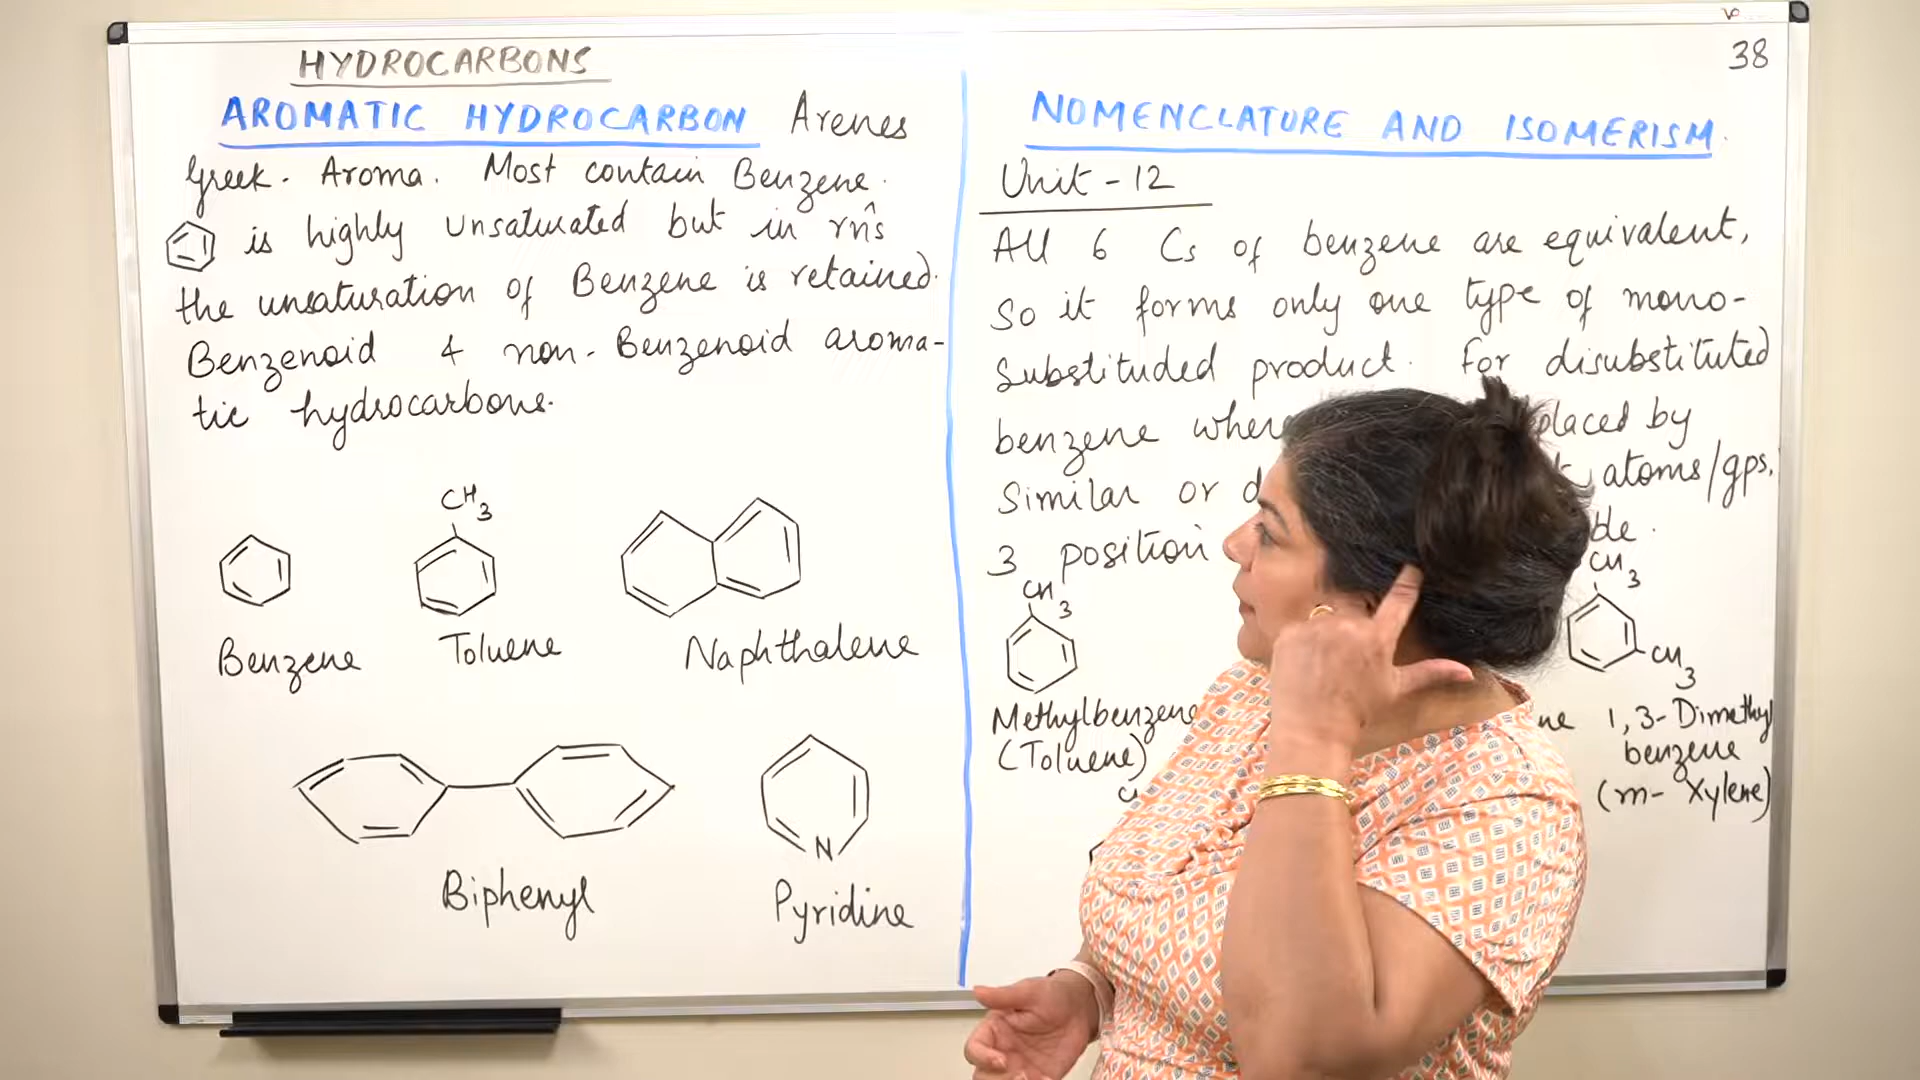 HYDROCARBONS
38
AROMATIC HYDROCARBON Arenes
Greek. Aroma. Most contain Benzene.
is highly unsaturated but in rn̂s
the unsaturation of Benzene is retained.
Benzenoid & non-Benzenoid aroma-
tic hydrocarbons.
CH3
Benzene
Toluene
Naphthalene
N
Biphenyl
Pyridine
NOMENCLATURE AND ISOMERISM.
Unit-12
All 6 Cs of benzene are equivalent,
So it forms only one type of mono-
Substituded product. For disubstituted
benzene placed by
Similar or atoms/gps,
3 position
CH3
CH3
CH3
Methylbenzene
(Toluene)
1,3-Dimethyl
benzene
(m-Xylene)